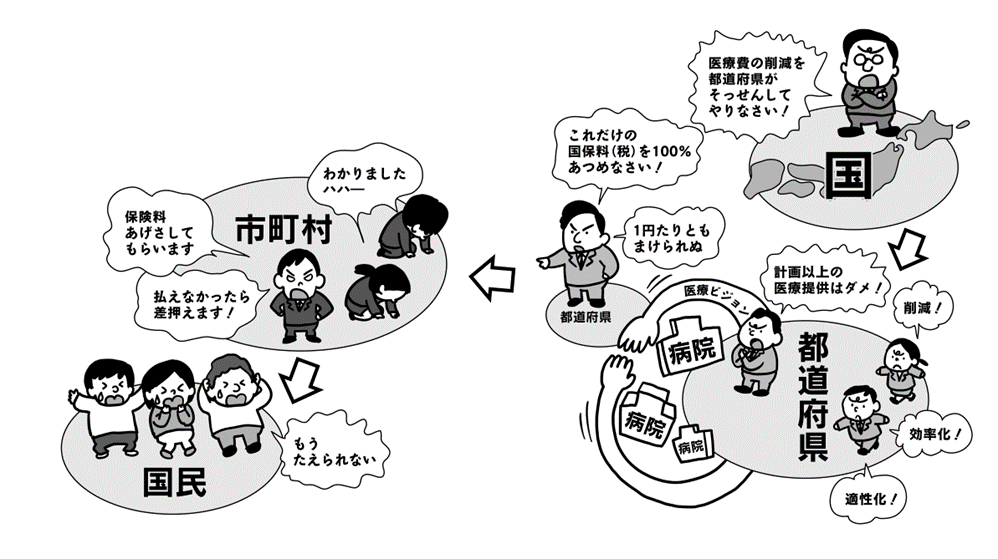 医療費の削減を
都道府県が
そっせんして
やりなさい！
国
これだけの
国保料(税)を100%
あつめなさい！
1円たりとも
まけられぬ
都道府県
計画以上の
医療提供はダメ！
削減！
医療ビジョン
病院
病院
病院
都道府県
効率化！
適性化！
わかりました
ハハー
市町村
保険料
あげさして
もらいます
払えなかったら
差押えます！
国民
もう
たえられない